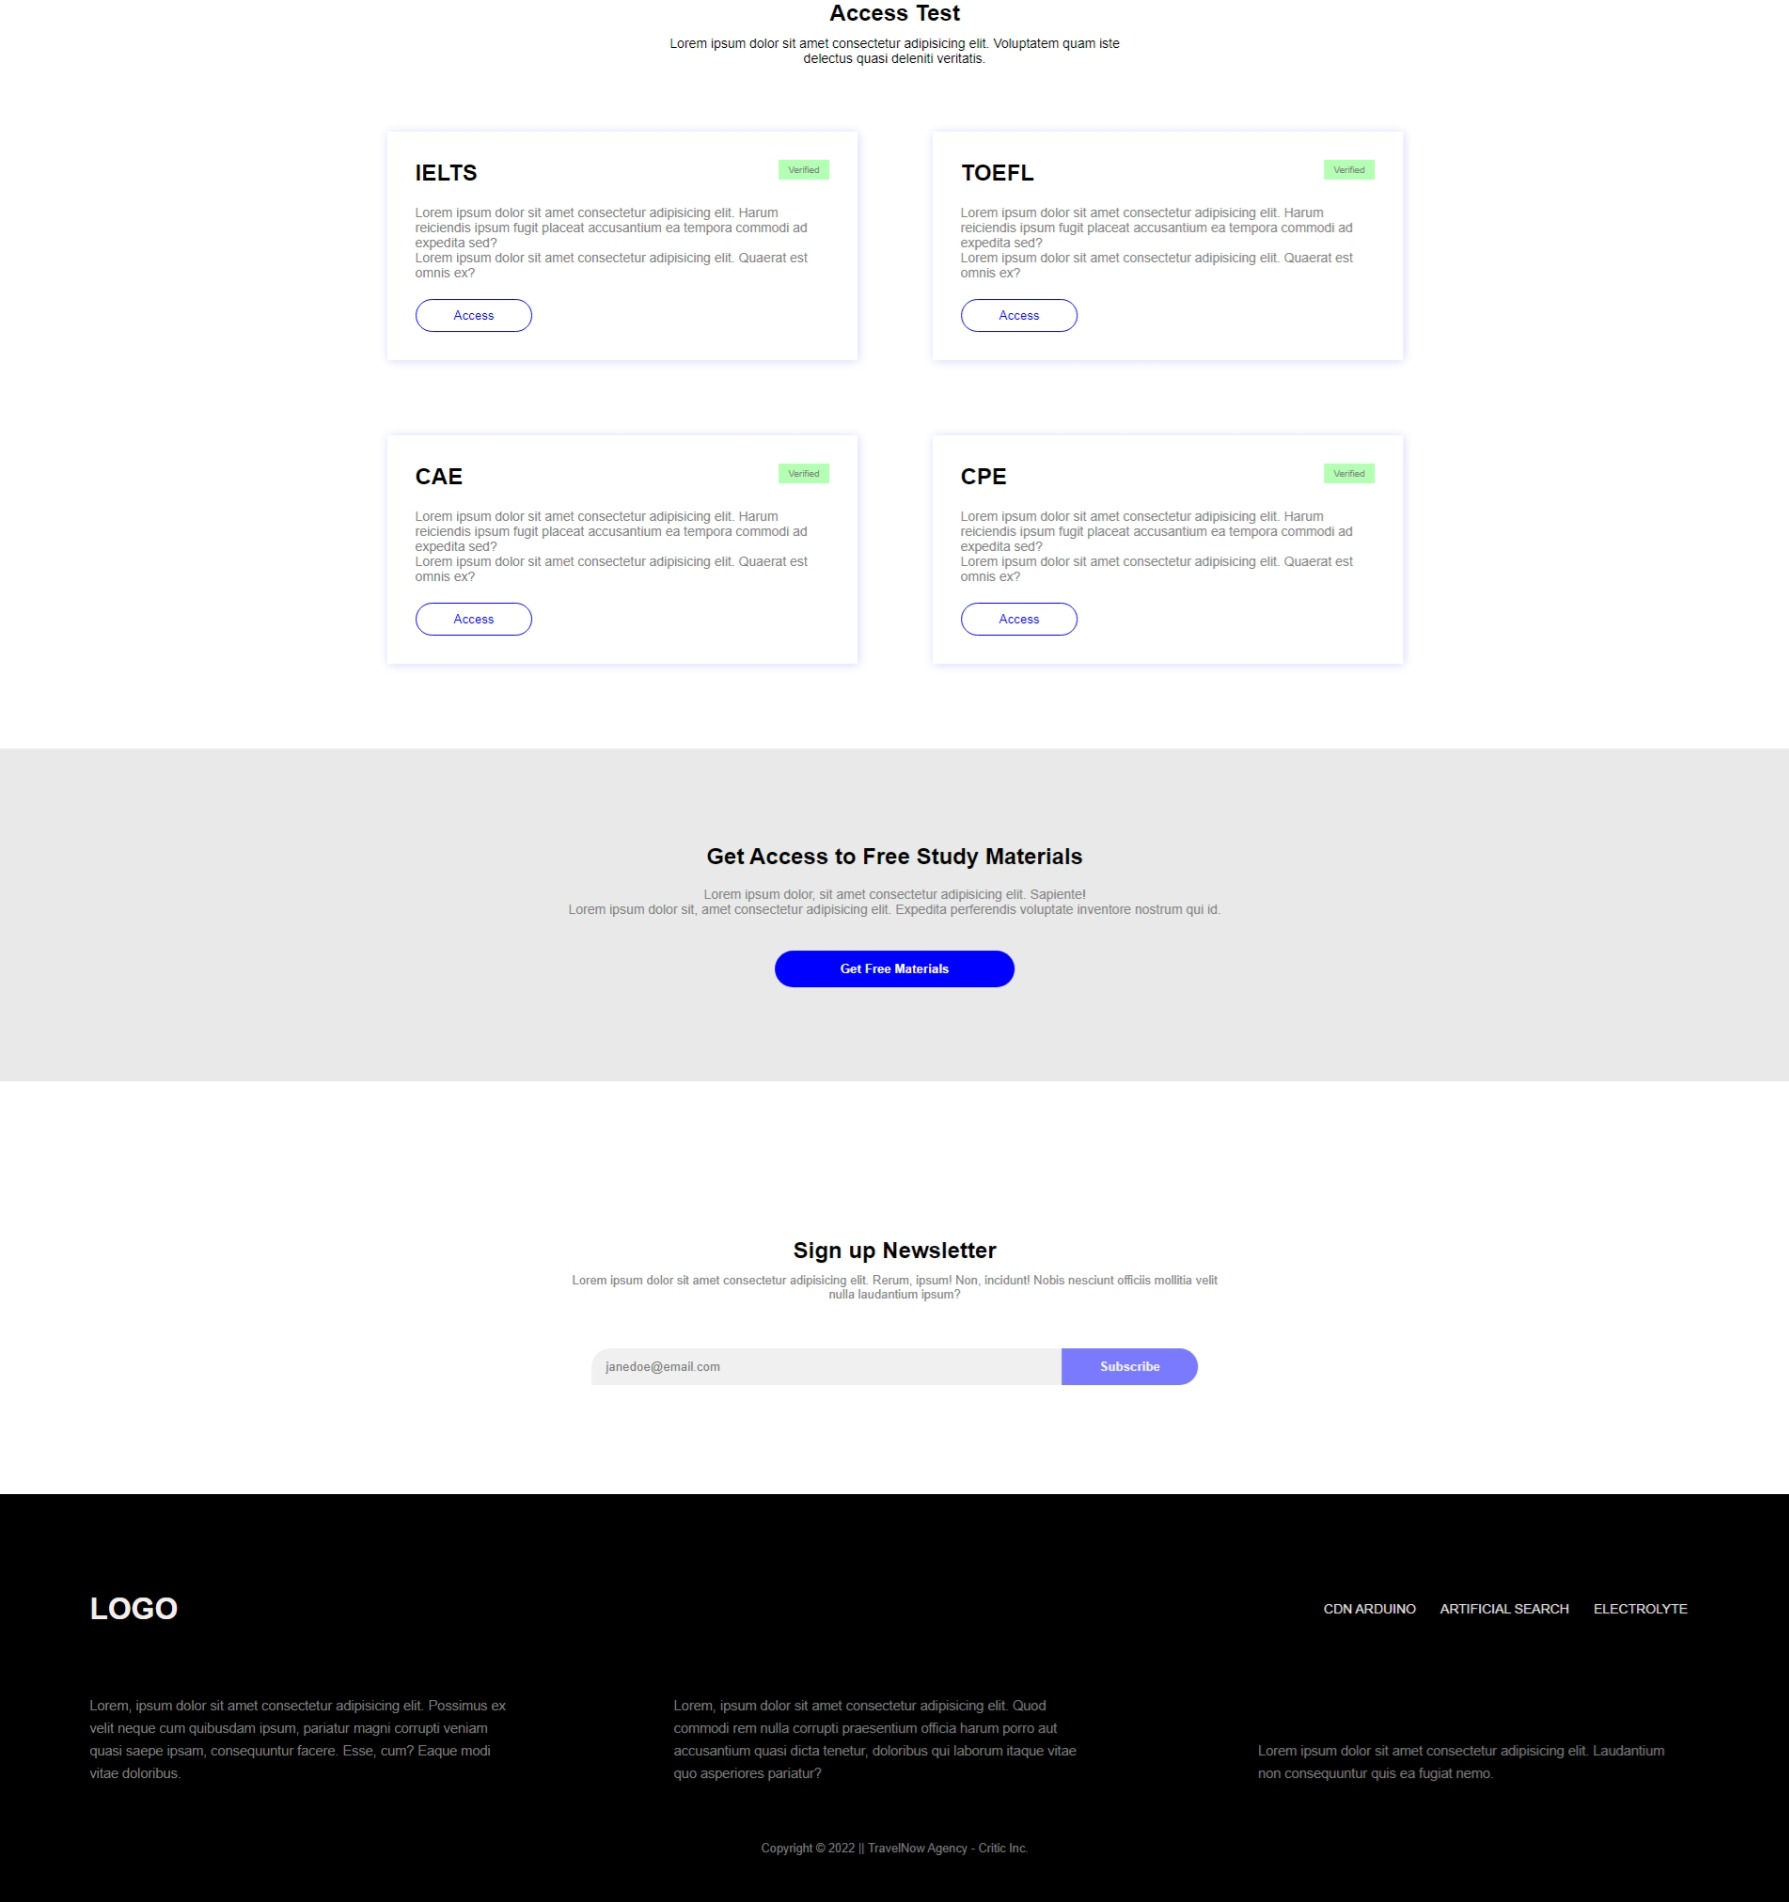 Access Test
Lorem ipsum dolor sit amet consectetur adipisicing elit. Voluptatem quam iste
delectus quasi deleniti veritatis.
IELTS
Verified
Lorem ipsum dolor sit amet consectetur adipisicing elit. Harum
reiciendis ipsum fugit placeat accusantium ea tempora commodi ad
expedita sed?
Lorem ipsum dolor sit amet consectetur adipisicing elit. Quaerat est
omnis ex?
Access
TOEFL
Verified
Lorem ipsum dolor sit amet consectetur adipisicing elit. Harum
reiciendis ipsum fugit placeat accusantium ea tempora commodi ad
expedita sed?
Lorem ipsum dolor sit amet consectetur adipisicing elit. Quaerat est
omnis ex?
Access
CAE
Verified
Lorem ipsum dolor sit amet consectetur adipisicing elit. Harum
reiciendis ipsum fugit placeat accusantium ea tempora commodi ad
expedita sed?
Lorem ipsum dolor sit amet consectetur adipisicing elit. Quaerat est
omnis ex?
Access
CPE
Verified
Lorem ipsum dolor sit amet consectetur adipisicing elit. Harum
reiciendis ipsum fugit placeat accusantium ea tempora commodi ad
expedita sed?
Lorem ipsum dolor sit amet consectetur adipisicing elit. Quaerat est
omnis ex?
Access
Get Access to Free Study Materials
Lorem ipsum dolor, sit amet consectetur adipisicing elit. Sapiente!
Lorem ipsum dolor sit, amet consectetur adipisicing elit. Expedita perferendis voluptate inventore nostrum qui id.
Get Free Materials
Sign up Newsletter
Lorem ipsum dolor sit amet consectetur adipisicing elit. Rerum, ipsum! Non, incidunt! Nobis nesciunt officiis mollitia velit
nulla laudantium ipsum?
janedoe@email.com
Subscribe
LOGO
CDN ARDUINO
ARTIFICIAL SEARCH
ELECTROLYTE
Lorem, ipsum dolor sit amet consectetur adipisicing elit. Possimus ex
velit neque cum quibusdam ipsum, pariatur magni corrupti veniam
quasi saepe ipsam, consequuntur facere. Esse, cum? Eaque modi
vitae doloribus.
Lorem, ipsum dolor sit amet consectetur adipisicing elit. Quod
commodi rem nulla corrupti praesentium officia harum porro aut
accusantium quasi dicta tenetur, doloribus qui laborum itaque vitae
quo asperiores pariatur?
Lorem ipsum dolor sit amet consectetur adipisicing elit. Laudantium
non consequuntur quis ea fugiat nemo.
Copyright © 2022 || TravelNow Agency - Critic Inc.